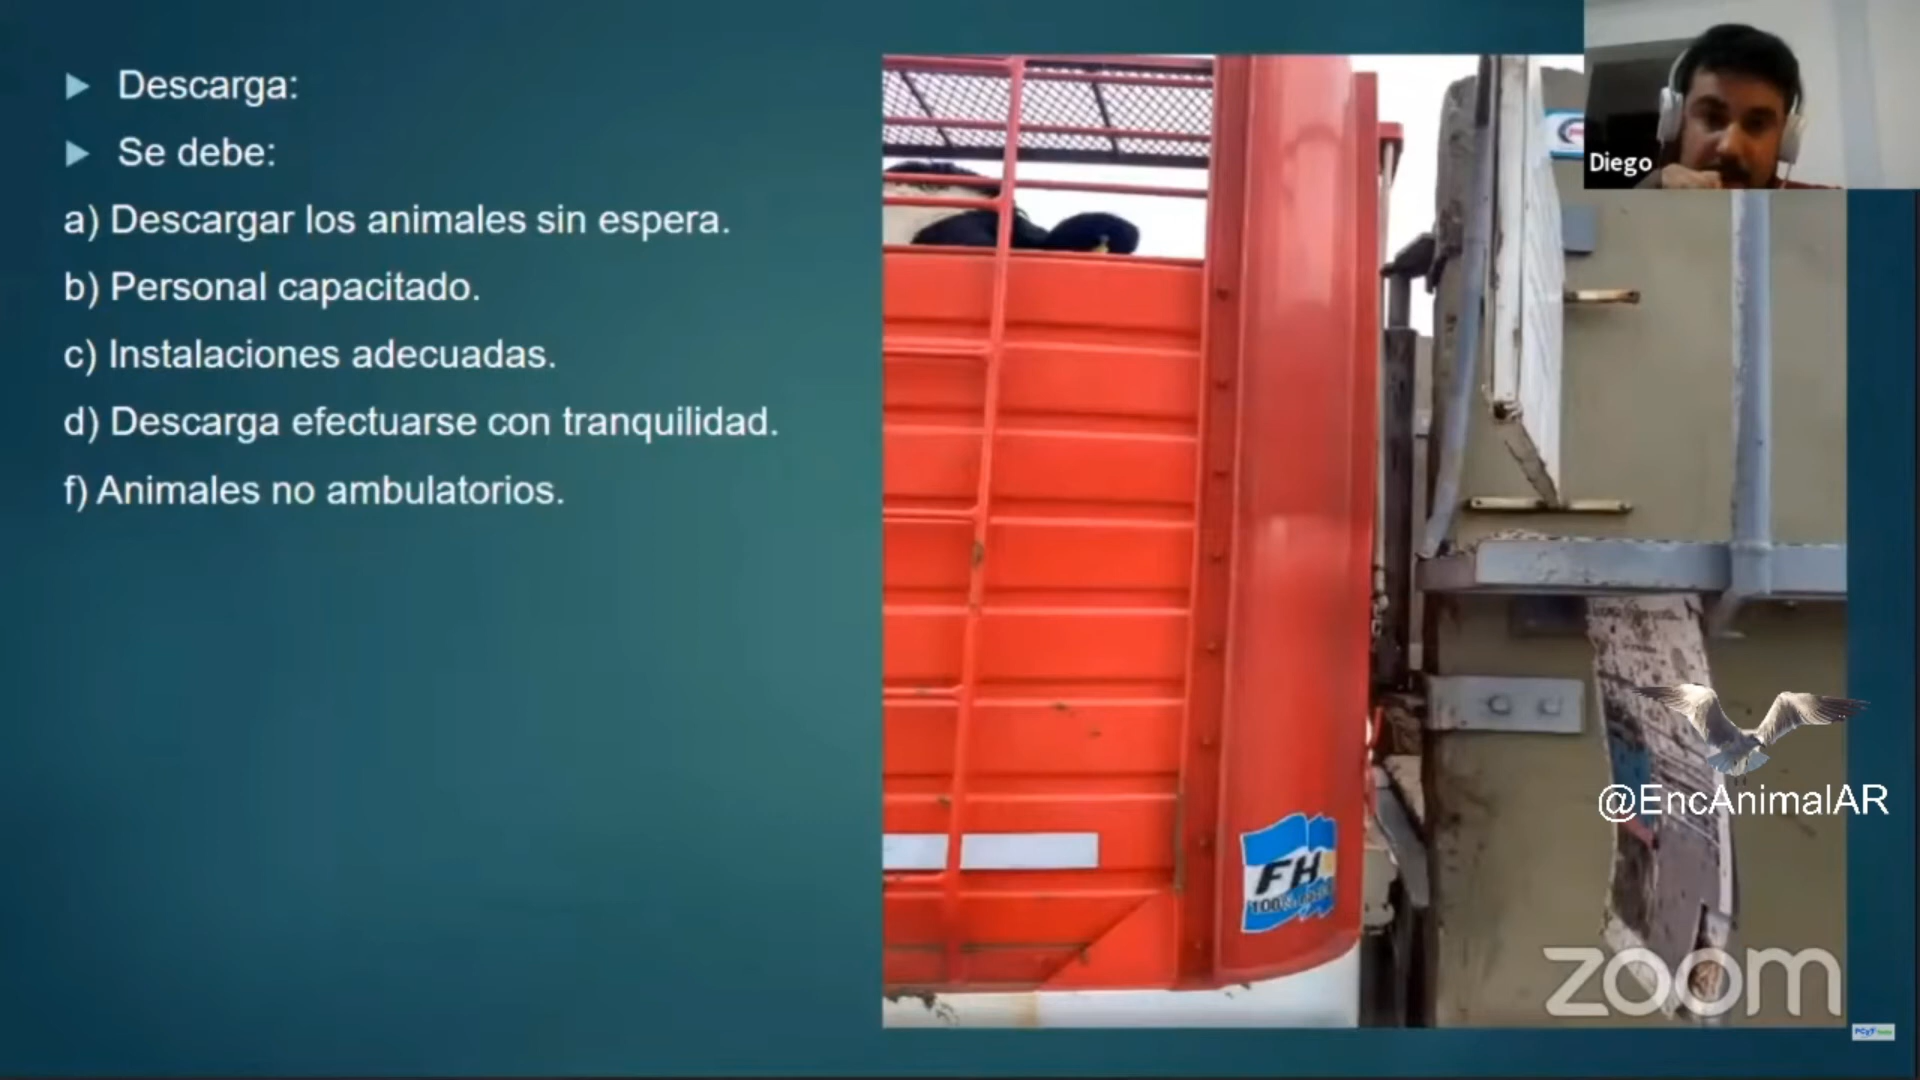 Descarga:
Se debe:
a) Descargar los animales sin espera.
b) Personal capacitado.
c) Instalaciones adecuadas.
d) Descarga efectuarse con tranquilidad.
f) Animales no ambulatorios.
Diego
FH
@EncAnimalAR
zoom